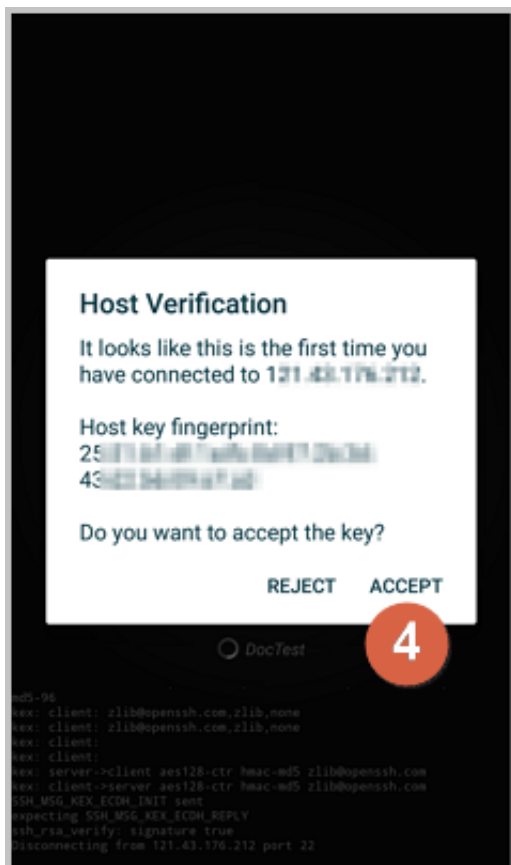 Host Verification
It looks like this is the first time you
have connected to
Host key fingerprint:
Do you want to accept the key?
REJECT ACCEPT
4
DocTest
md5-96
kex: client: zlib@openssh.com,zlib,none
kex: client: zlib@openssh.com,zlib,none
kex: client:
kex: client:
kex: server->client aes128-ctr hmac-md5 zlib@openssh.com
kex: client->server aes128-ctr hmac-md5 zlib@openssh.com
SSH_MSG_KEX_ECDH_INIT sent
expecting SSH_MSG_KEX_ECDH_REPLY
ssh_rsa_verify: signature true
Disconnecting from 121.43.176.212 port 22